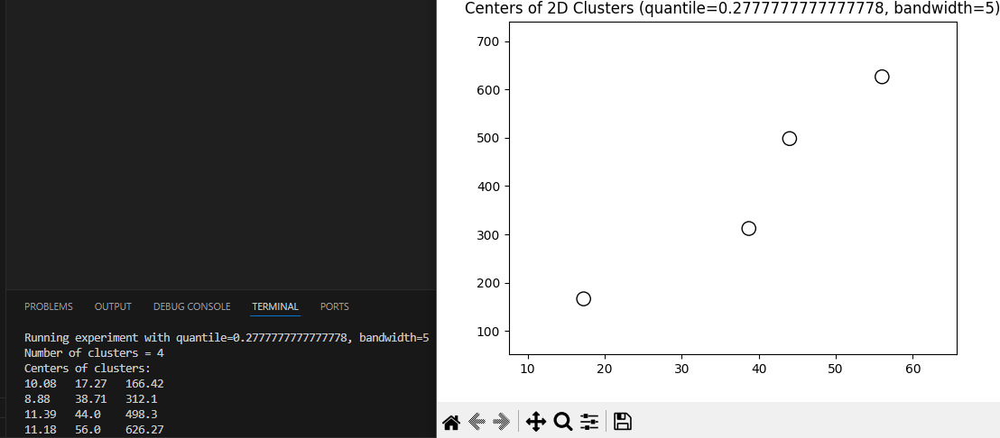 Centers of 2D Clusters (quantile=0.2777777777777778, bandwidth=5)
700
600
500
400
300
200
100
10 20 30 40 50 60
PROBLEMS OUTPUT DEBUG CONSOLE TERMINAL PORTS
Running experiment with quantile=0.2777777777777778, bandwidth=5
Number of clusters = 4
Centers of clusters:
10.08 17.27 166.42
8.88 38.71 312.1
11.39 44.0 498.3
11.18 56.0 626.27